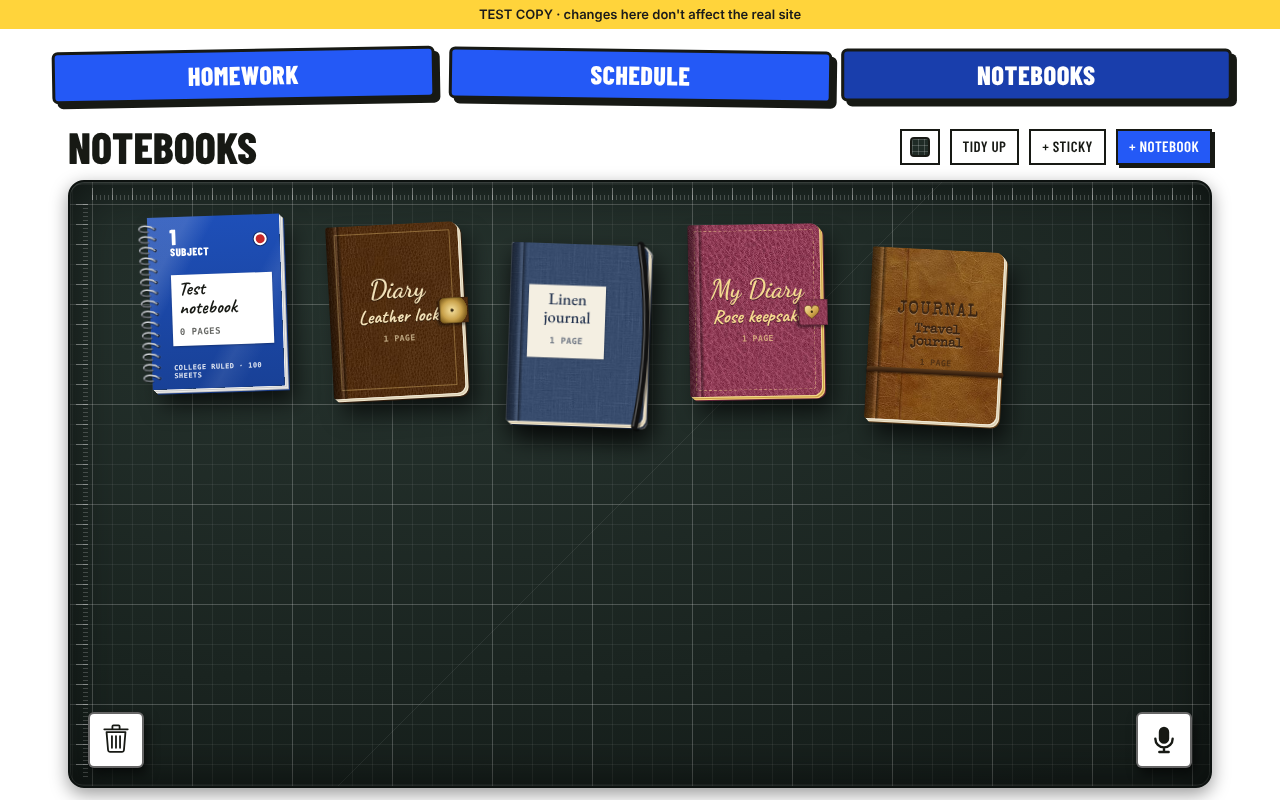 TEST COPY · changes here don't affect the real site
HOMEWORK
SCHEDULE
NOTEBOOKS
NOTEBOOKS
TIDY UP
+ STICKY
+ NOTEBOOK
1
SUBJECT
Test
notebook
0 PAGES
COLLEGE RULED · 100
SHEETS
Diary
Leather lock
1 PAGE
Linen
journal
1 PAGE
My Diary
Rose keepsak
1 PAGE
JOURNAL
Travel
journal
1 PAGE